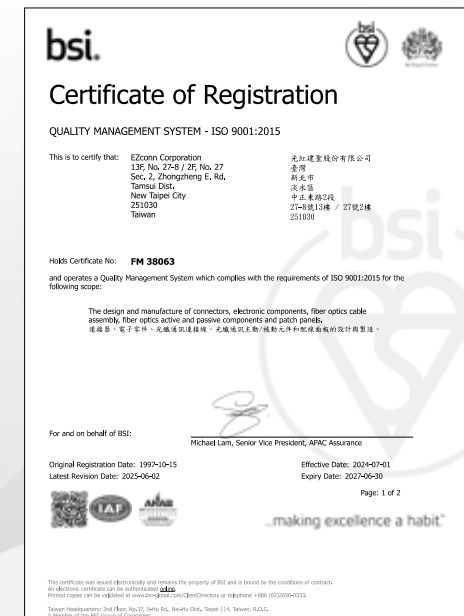 bsi.
Certificate of Registration
QUALITY MANAGEMENT SYSTEM - ISO 9001:2015
This is to certify that:
EZconn Corporation
13F, No. 27-8 / 2F, No. 27
Sec. 2, Zhongzheng E. Rd.
Tamsui Dist.
New Taipei City
251030
Taiwan
光紅建聖股份有限公司
臺灣
新北市
淡水區
中正東路2段
27-8號13樓 / 27號2樓
251030
Holds Certificate No: FM 38063
and operates a Quality Management System which complies with the requirements of ISO 9001:2015 for the
following scope:
The design and manufacture of connectors, electronic components, fiber optics cable
assembly, fiber optics active and passive components and patch panels.
連接器、電子零件、光纖通訊連接線、光纖通訊主動/被動元件和配線面板的設計與製造。
For and on behalf of BSI:
Michael Lam, Senior Vice President, APAC Assurance
Original Registration Date: 1997-10-15
Effective Date: 2024-07-01
Latest Revision Date: 2025-06-02
Expiry Date: 2027-06-30
Page: 1 of 2
IAF
ANAB
...making excellence a habit.™
This certificate was issued electronically and remains the property of BSI and is bound by the conditions of contract.
An electronic certificate can be authenticated online.
Printed copies can be validated at www.bsi-global.com/ClientDirectory or telephone +886 (02)2656-0333.
Taiwan Headquarters: 2nd Floor, No.37, Ji-Hu Rd., Nei-Hu Dist., Taipei 114, Taiwan, R.O.C.
A Member of the BSI Group of Companies.